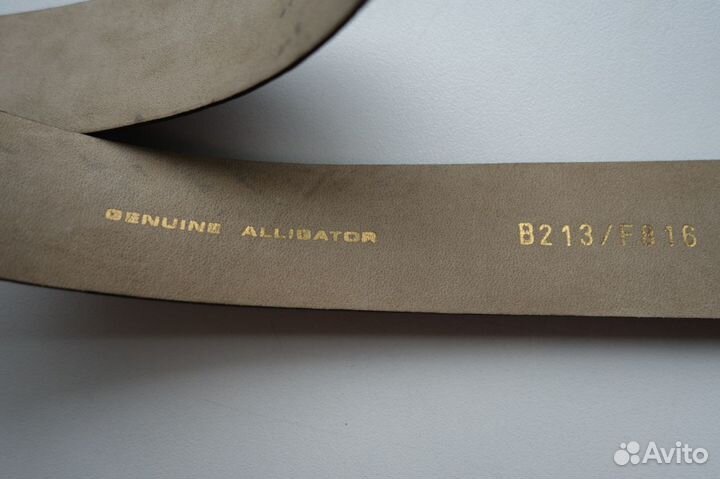 GENUINE ALLIGATOR
B213/F816
Avito